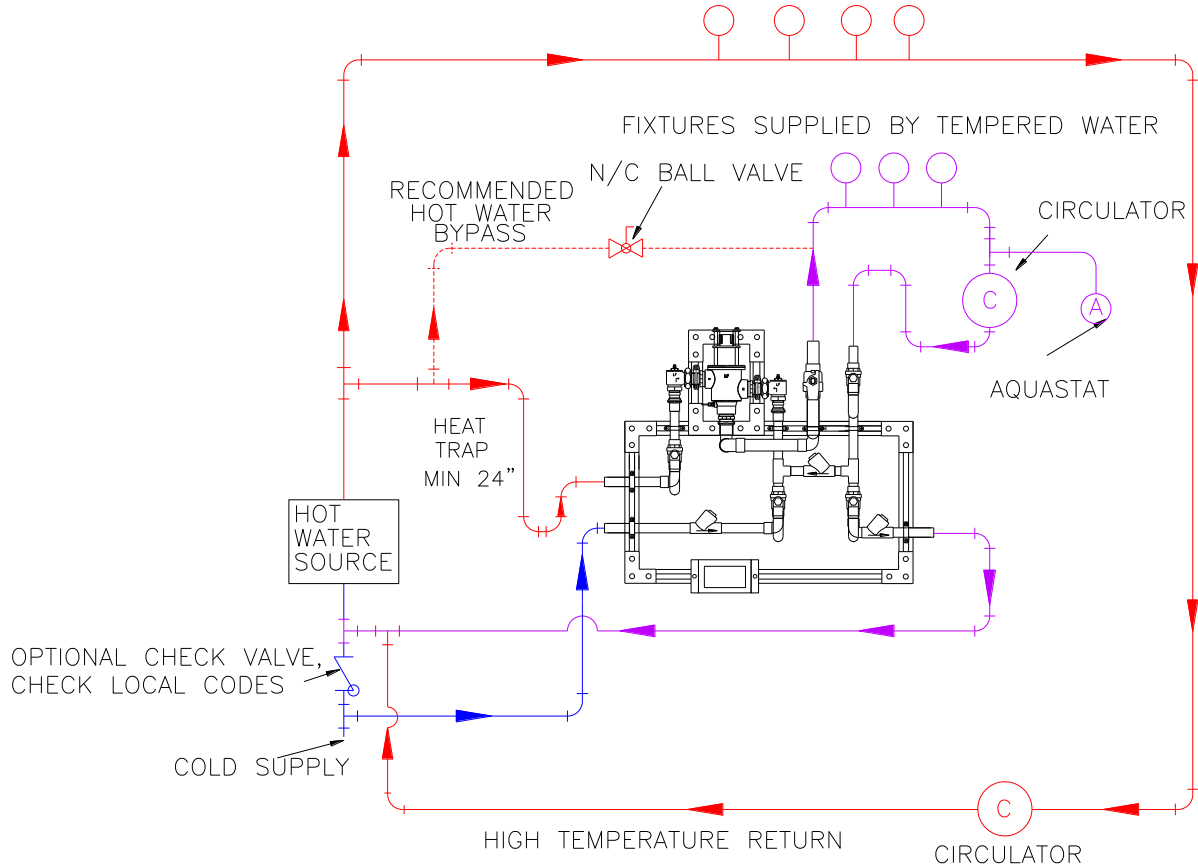 FIXTURES SUPPLIED BY TEMPERED WATER
N/C BALL VALVE
RECOMMENDED
HOT WATER
BYPASS
CIRCULATOR
C
A
AQUASTAT
HEAT
TRAP
MIN 24”
HOT
WATER
SOURCE
OPTIONAL CHECK VALVE,
CHECK LOCAL CODES
COLD SUPPLY
HIGH TEMPERATURE RETURN
C
CIRCULATOR